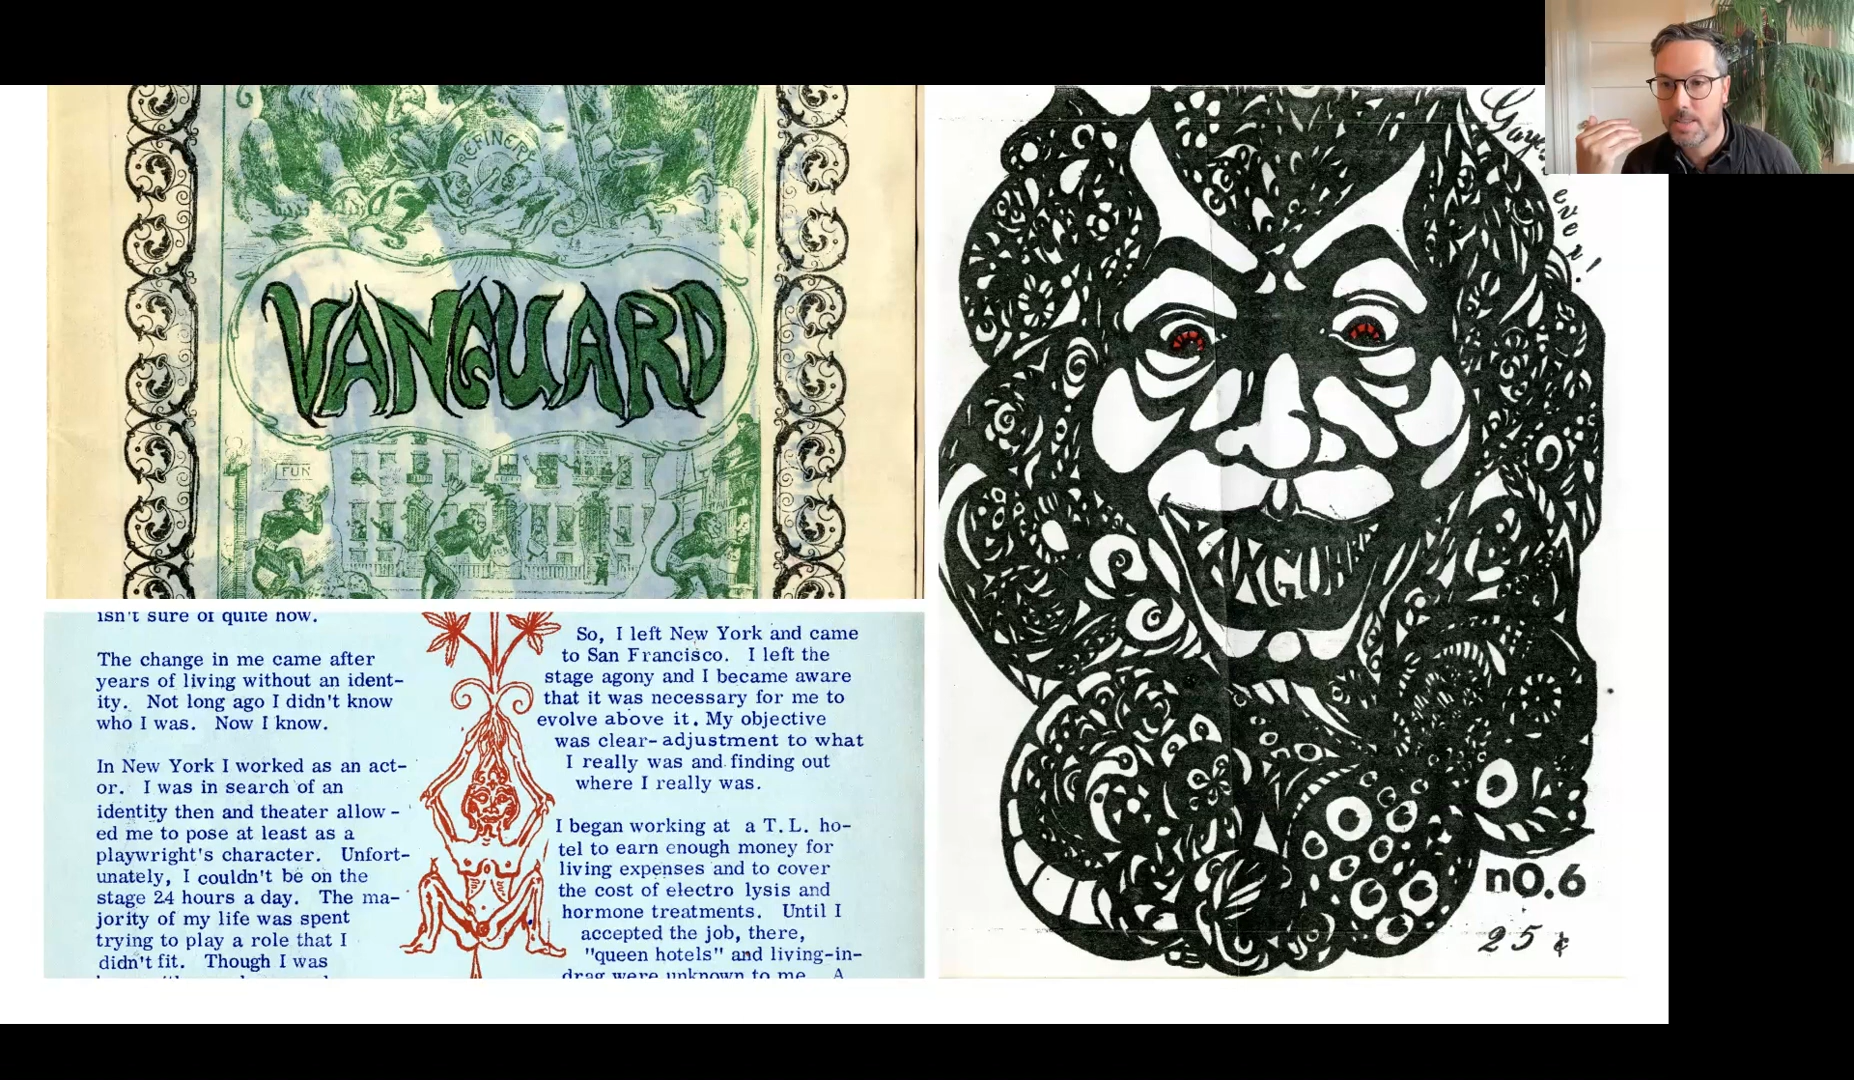 REFINERY
VANGUARD
FUN
isn't sure of quite how.
The change in me came after
years of living without an ident-
ity. Not long ago I didn't know
who I was. Now I know.
In New York I worked as an act-
or. I was in search of an
identity then and theater allow -
ed me to pose at least as a
playwright's character. Unfort-
unately, I couldn't be on the
stage 24 hours a day. The ma-
jority of my life was spent
trying to play a role that I
didn't fit. Though I was
So, I left New York and came
to San Francisco. I left the
stage agony and I became aware
that it was necessary for me to
evolve above it. My objective
was clear- adjustment to what
I really was and finding out
where I really was.
I began working at a T. L. ho-
tel to earn enough money for
living expenses and to cover
the cost of electro lysis and
hormone treatments. Until I
accepted the job, there,
"queen hotels" and living-in-
drag were unknown to me. A
VANGUARD
no.6
25¢